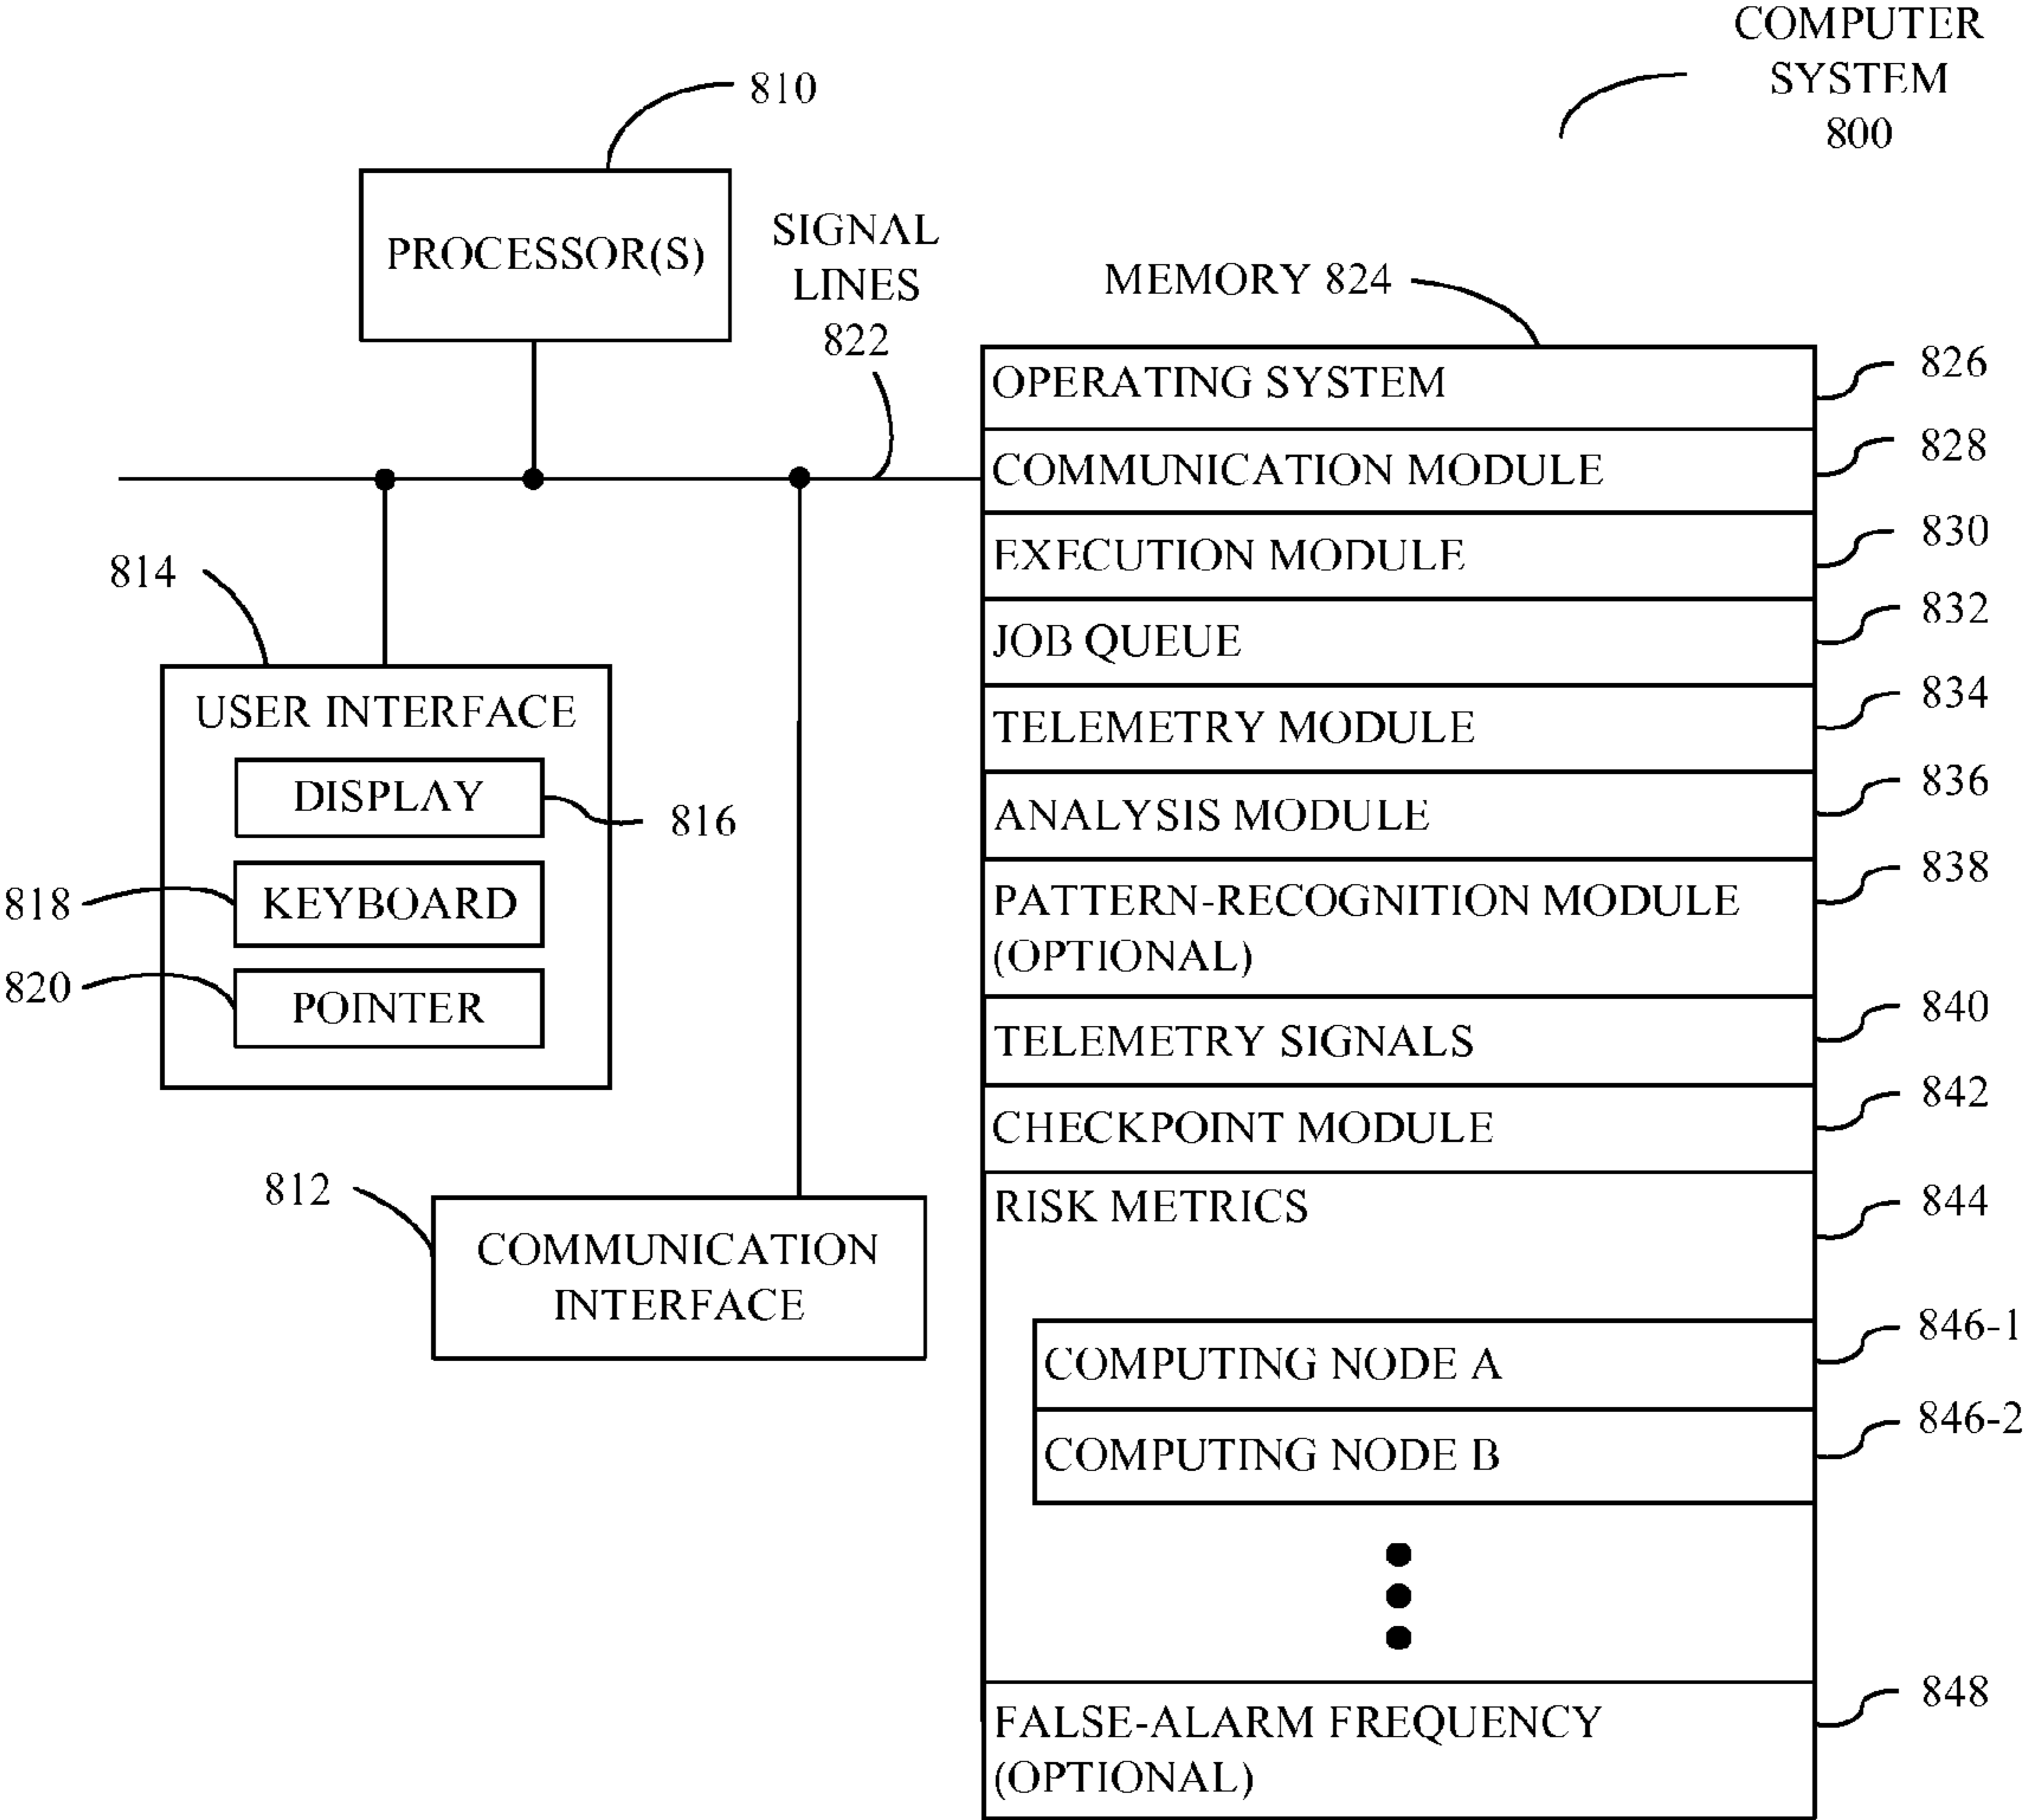 COMPUTER
SYSTEM
800
810
PROCESSOR(S)
SIGNAL
LINES
822
MEMORY 824
OPERATING SYSTEM
826
COMMUNICATION MODULE
828
EXECUTION MODULE
830
JOB QUEUE
832
TELEMETRY MODULE
834
ANALYSIS MODULE
836
PATTERN-RECOGNITION MODULE
(OPTIONAL)
838
TELEMETRY SIGNALS
840
CHECKPOINT MODULE
842
RISK METRICS
844
COMPUTING NODE A
846-1
COMPUTING NODE B
846-2
FALSE-ALARM FREQUENCY
(OPTIONAL)
848
814
USER INTERFACE
DISPLAY
816
818
KEYBOARD
820
POINTER
812
COMMUNICATION
INTERFACE